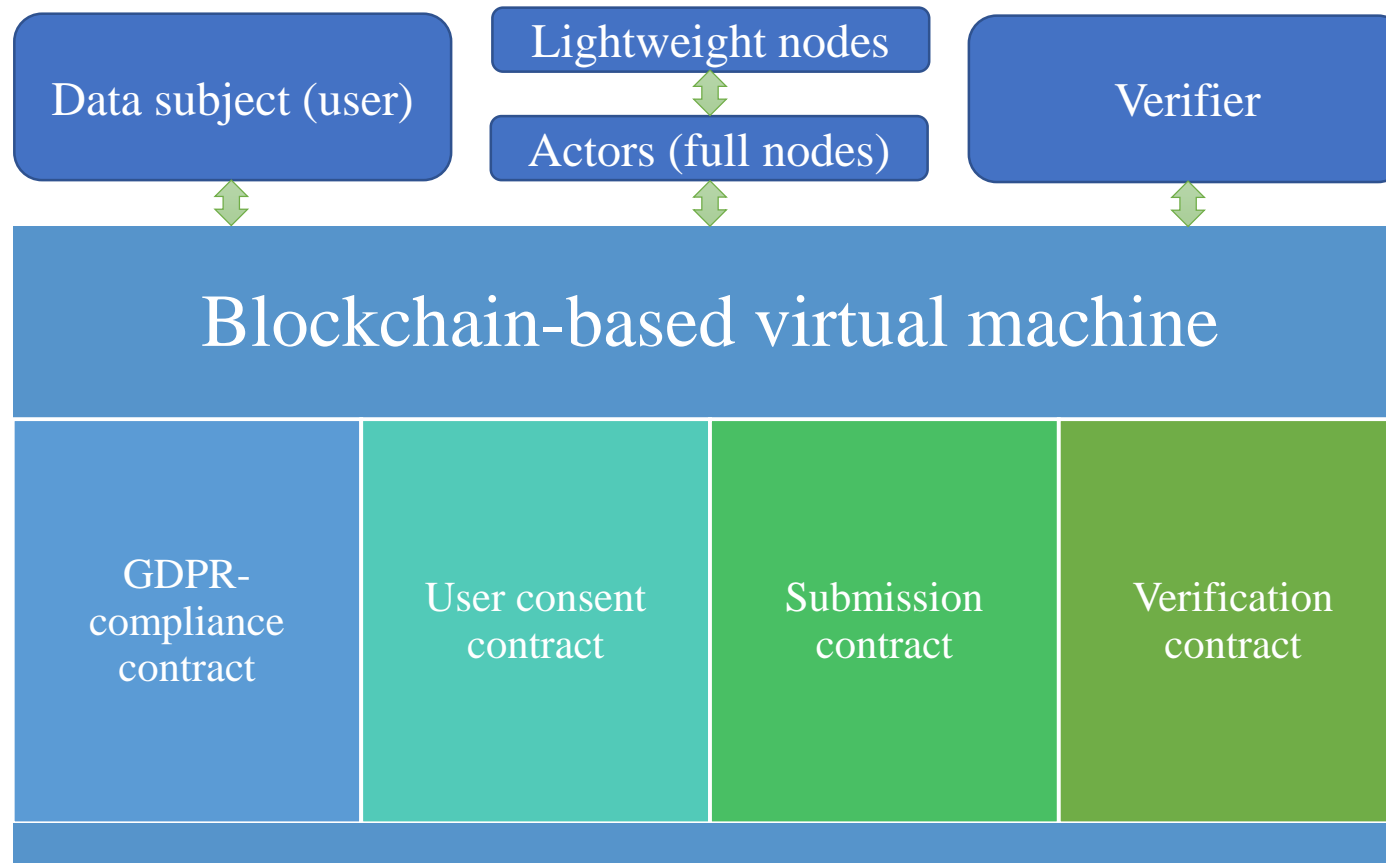 Data subject (user)
Lightweight nodes
Actors (full nodes)
Verifier
Blockchain-based virtual machine
GDPR-
compliance
contract
User consent
contract
Submission
contract
Verification
contract